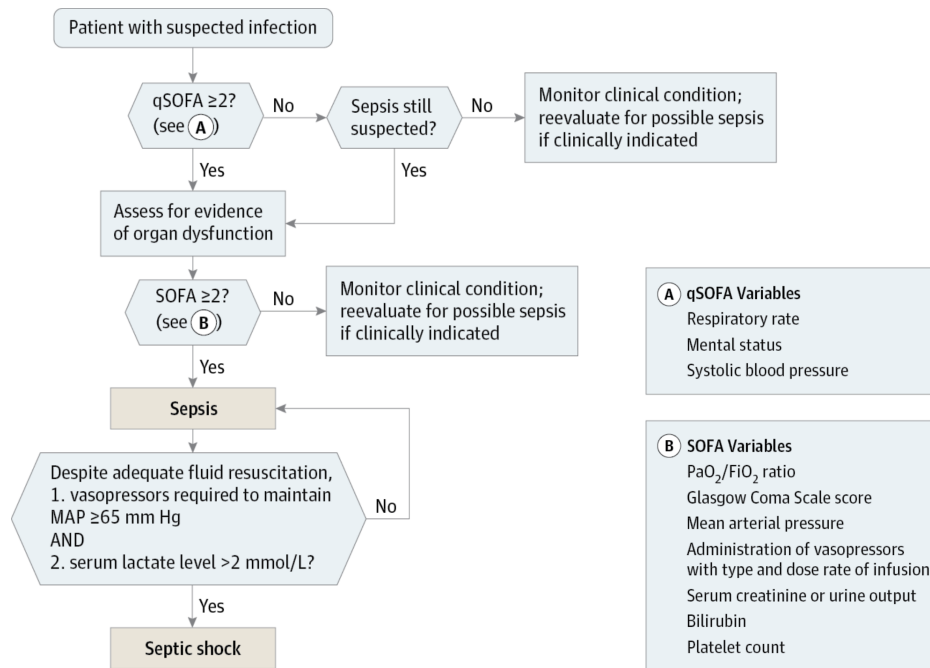 Patient with suspected infection
qSOFA ≥2?
(see A)
No
Sepsis still
suspected?
No
Monitor clinical condition;
reevaluate for possible sepsis
if clinically indicated
Yes
Yes
Assess for evidence
of organ dysfunction
SOFA ≥2?
(see B)
No
Monitor clinical condition;
reevaluate for possible sepsis
if clinically indicated
Yes
Sepsis
Despite adequate fluid resuscitation,
1. vasopressors required to maintain
MAP ≥65 mm Hg
AND
2. serum lactate level >2 mmol/L?
No
Yes
Septic shock
A qSOFA Variables
Respiratory rate
Mental status
Systolic blood pressure
B SOFA Variables
PaO₂/FiO₂ ratio
Glasgow Coma Scale score
Mean arterial pressure
Administration of vasopressors
with type and dose rate of infusion
Serum creatinine or urine output
Bilirubin
Platelet count